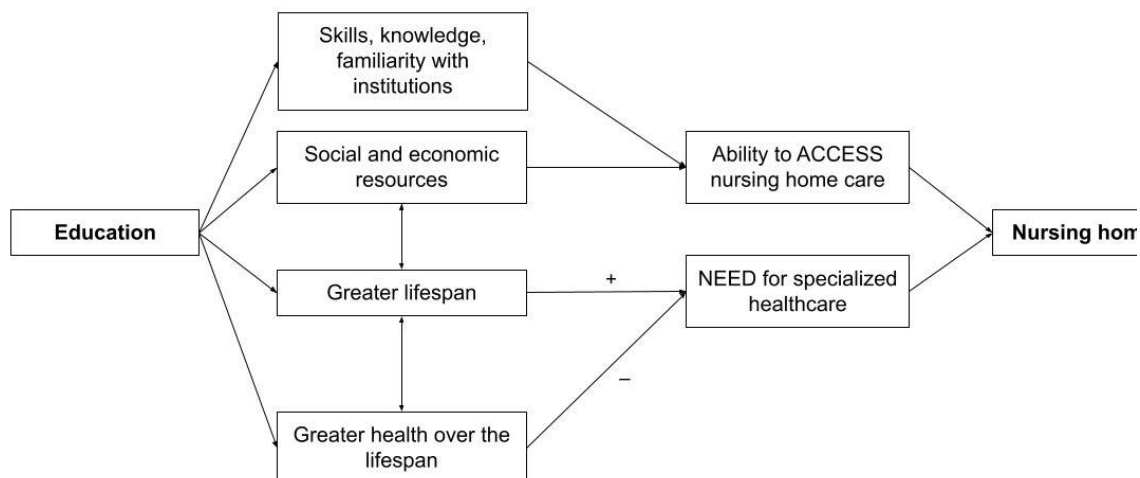 Skills, knowledge,
familiarity with
institutions
Social and economic
resources
Ability to ACCESS
nursing home care
Education
Nursing hom
Greater lifespan
+
NEED for specialized
healthcare
–
Greater health over the
lifespan